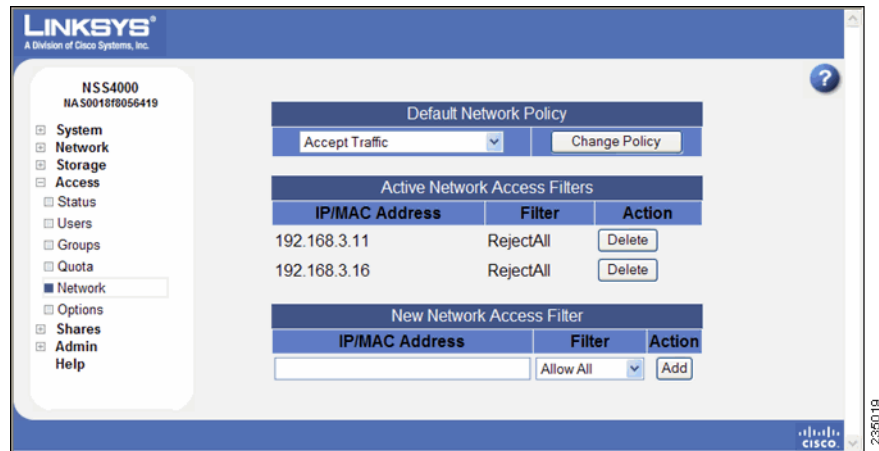 LINKSYS®
A Division of Cisco Systems, Inc.
NSS4000
NAS0018f8056419
System
Network
Storage
Access
Status
Users
Groups
Quota
Network
Options
Shares
Admin
Help
?
Default Network Policy
Accept Traffic Change Policy
Active Network Access Filters
IP/MAC Address Filter Action
192.168.3.11 RejectAll Delete
192.168.3.16 RejectAll Delete
New Network Access Filter
IP/MAC Address Filter Action
Allow All Add
CISCO.
235019